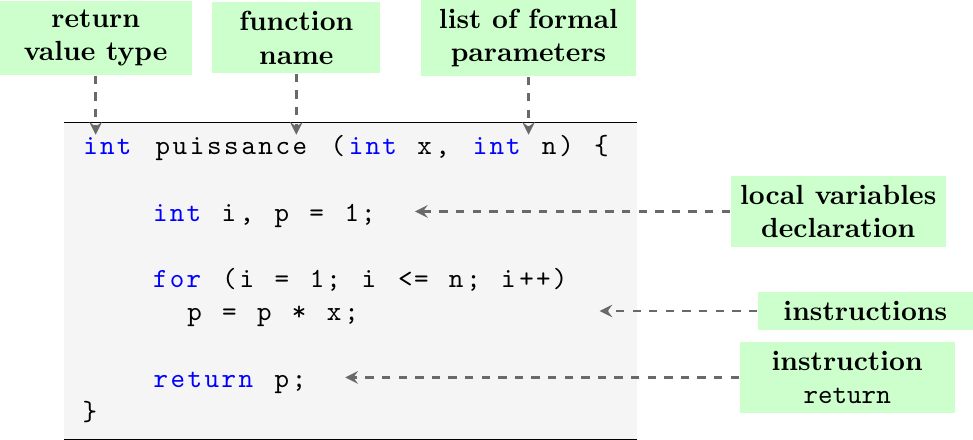 return
value type
function
name
list of formal
parameters
int puissance (int x, int n) {
int i, p = 1;
local variables
declaration
for (i = 1; i <= n; i++)
p = p * x;
instructions
return p;
instruction
return
}